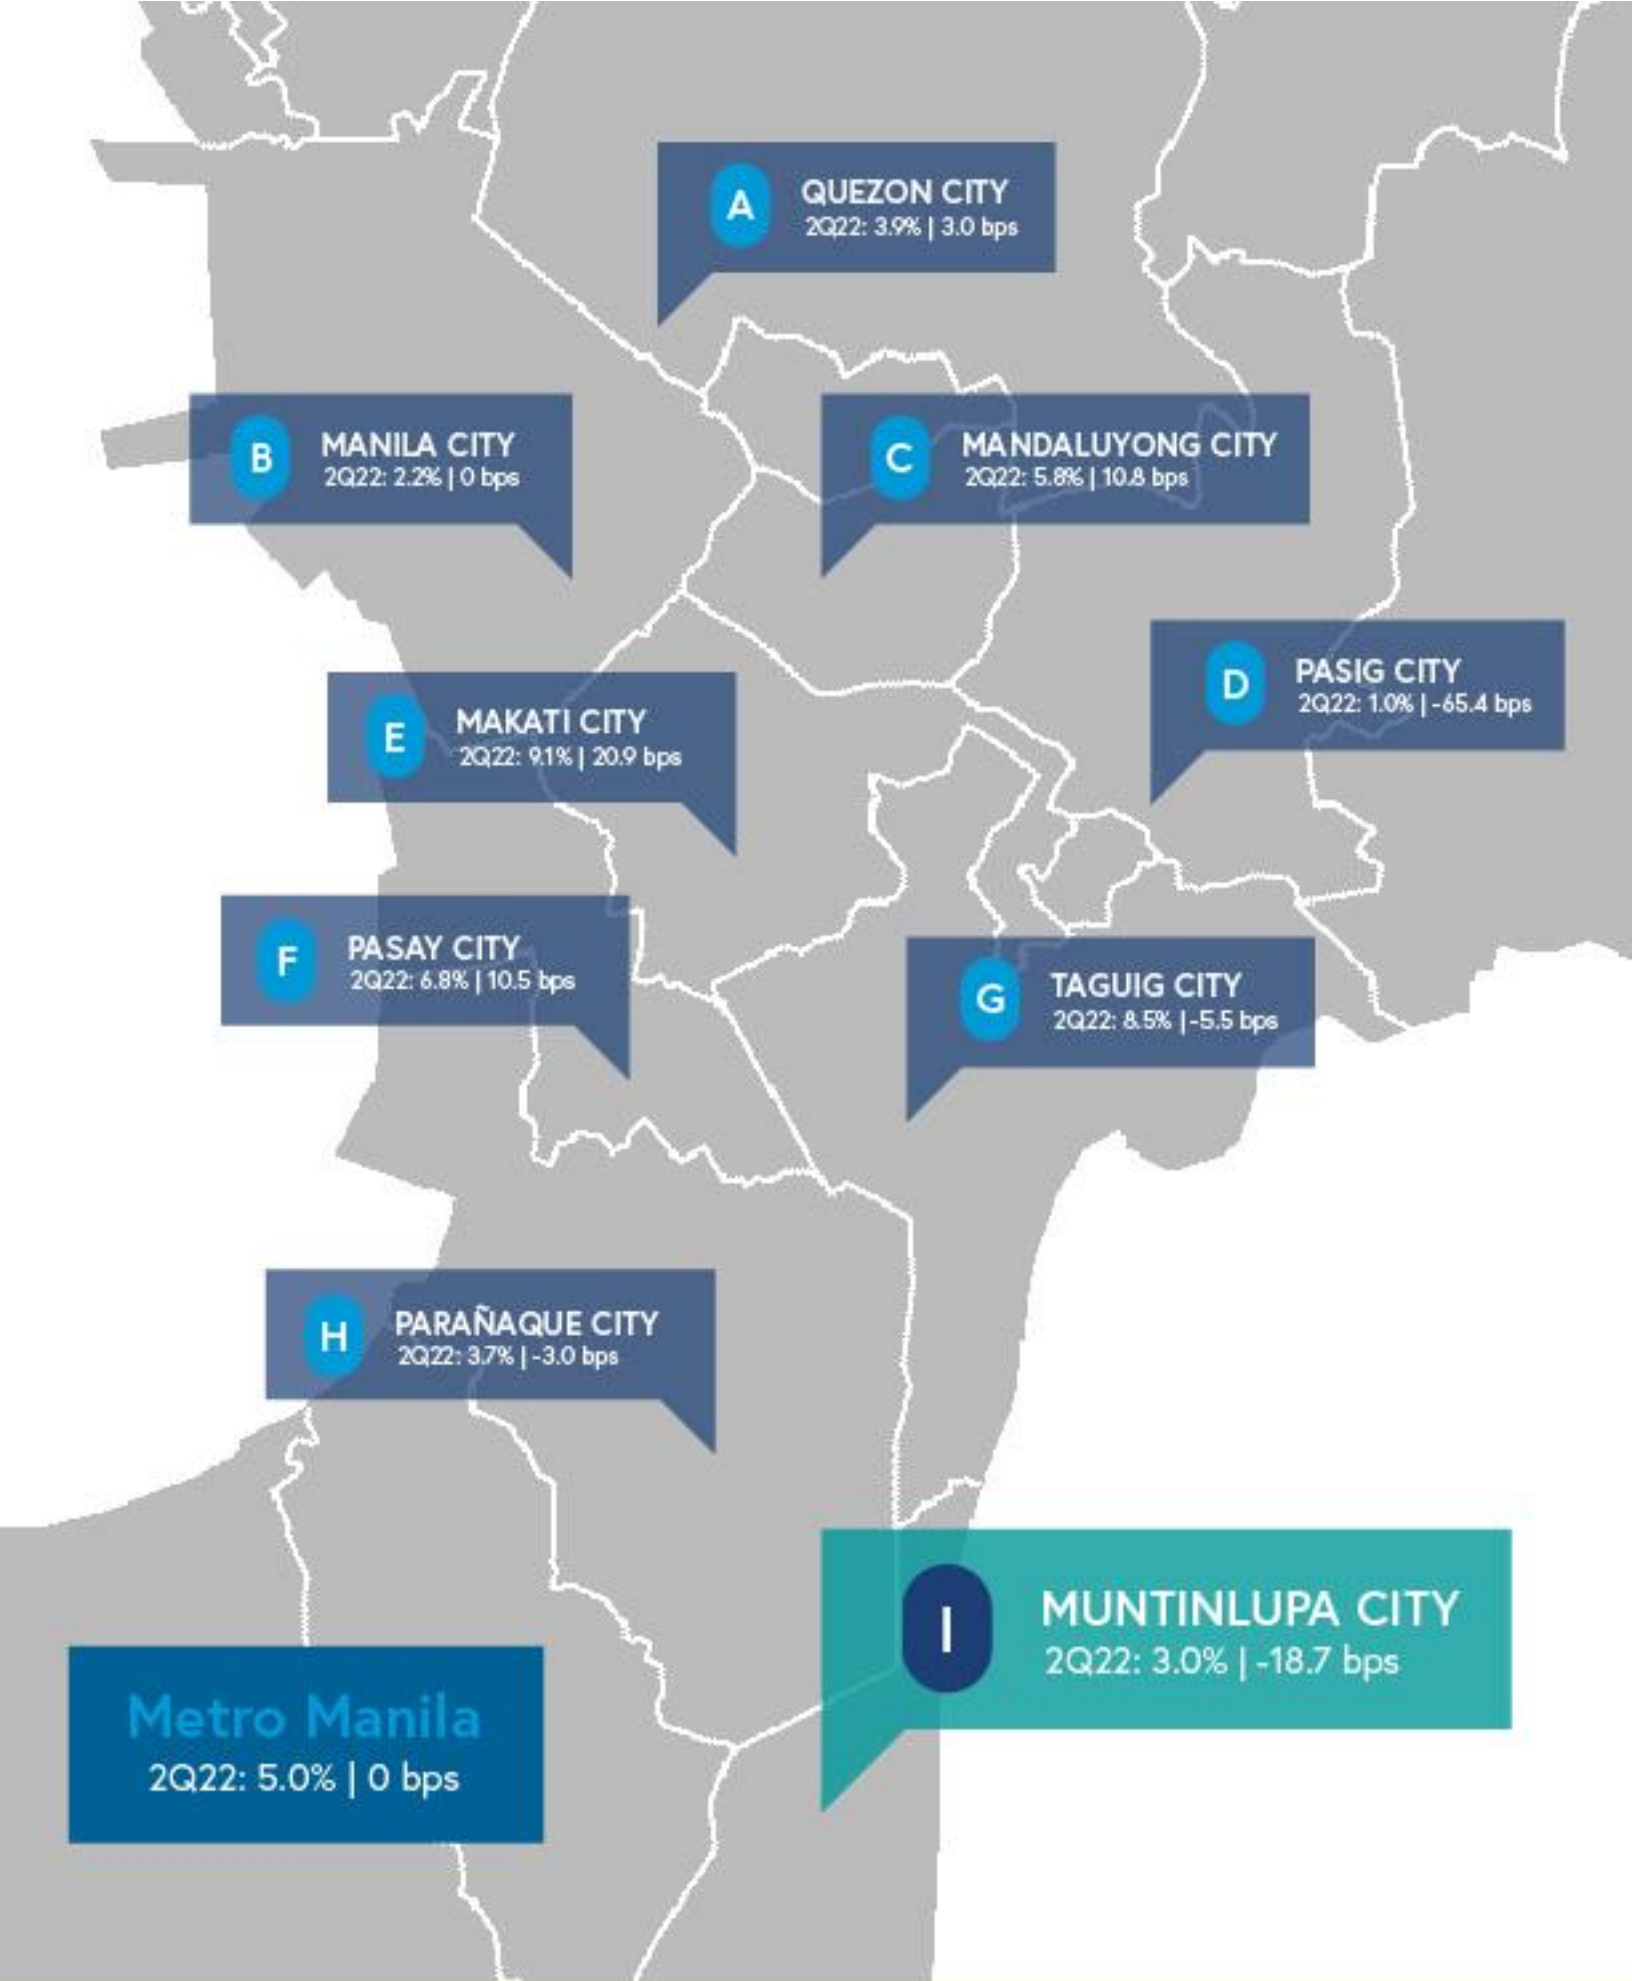 A
QUEZON CITY
2Q22: 3.9% | 3.0 bps
B
MANILA CITY
2Q22: 2.2% | 0 bps
C
MANDALUYONG CITY
2Q22: 5.8% | 10.8 bps
D
PASIG CITY
2Q22: 1.0% | -65.4 bps
E
MAKATI CITY
2Q22: 9.1% | 20.9 bps
F
PASAY CITY
2Q22: 6.8% | 10.5 bps
G
TAGUIG CITY
2Q22: 8.5% | -5.5 bps
H
PARAÑAQUE CITY
2Q22: 3.7% | -3.0 bps
I
MUNTINLUPA CITY
2Q22: 3.0% | -18.7 bps
Metro Manila
2Q22: 5.0% | 0 bps